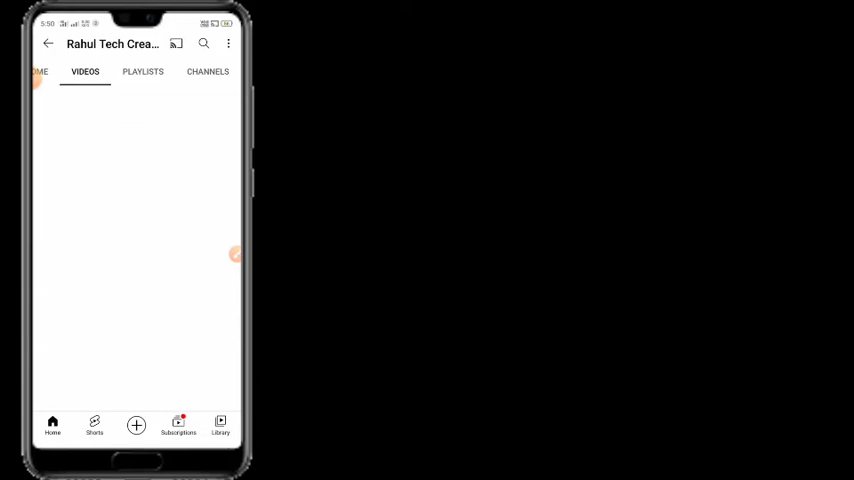 5:50
Rahul Tech Crea...
OME VIDEOS PLAYLISTS CHANNELS
Home Shorts Subscriptions Library